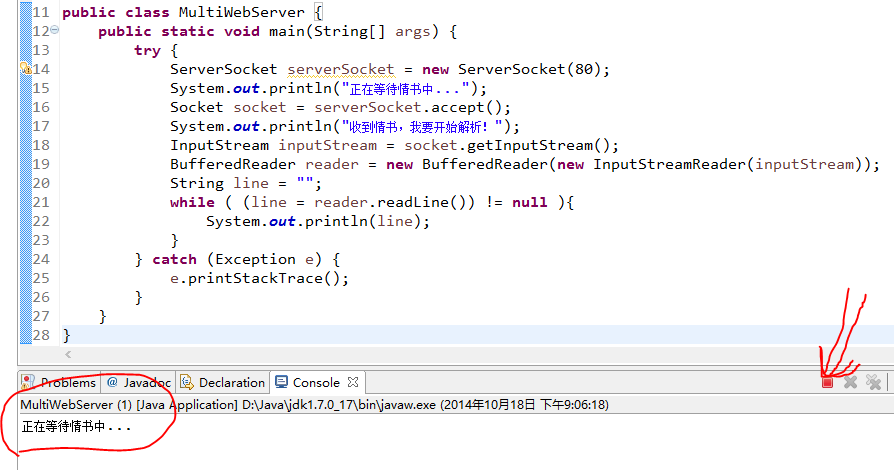 11 public class MultiWebServer {
12 public static void main(String[] args) {
13 try {
14 ServerSocket serverSocket = new ServerSocket(80);
15 System.out.println("正在等待情书中...");
16 Socket socket = serverSocket.accept();
17 System.out.println("收到情书，我要开始解析！");
18 InputStream inputStream = socket.getInputStream();
19 BufferedReader reader = new BufferedReader(new InputStreamReader(inputStream));
20 String line = "";
21 while ( (line = reader.readLine()) != null ){
22 System.out.println(line);
23 }
24 } catch (Exception e) {
25 e.printStackTrace();
26 }
27 }
28 }
Problems @ Javadoc Declaration Console
MultiWebServer (1) [Java Application] D:\Java\jdk1.7.0_17\bin\javaw.exe (2014年10月18日 下午9:06:18)
正在等待情书中...